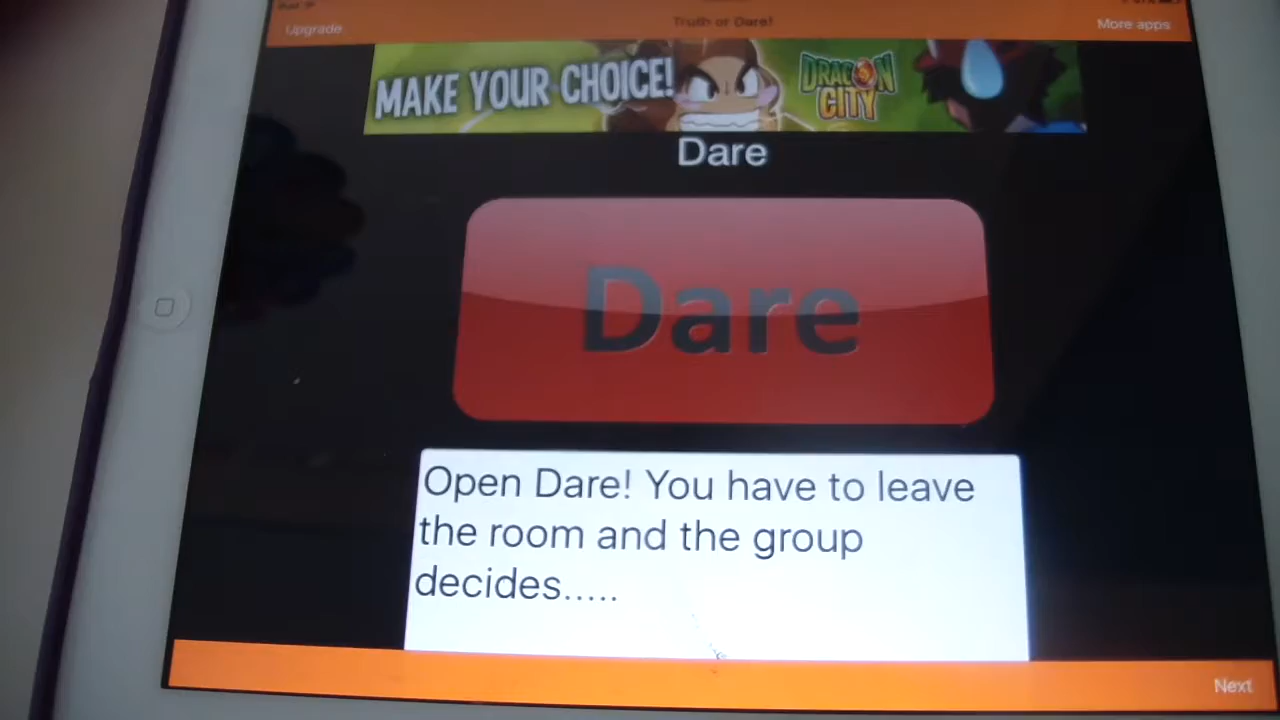 Upgrade
Truth or Dare!
More apps
MAKE YOUR CHOICE!
DRAGON
CITY
Dare
Dare
Open Dare! You have to leave
the room and the group
decides.....
Next